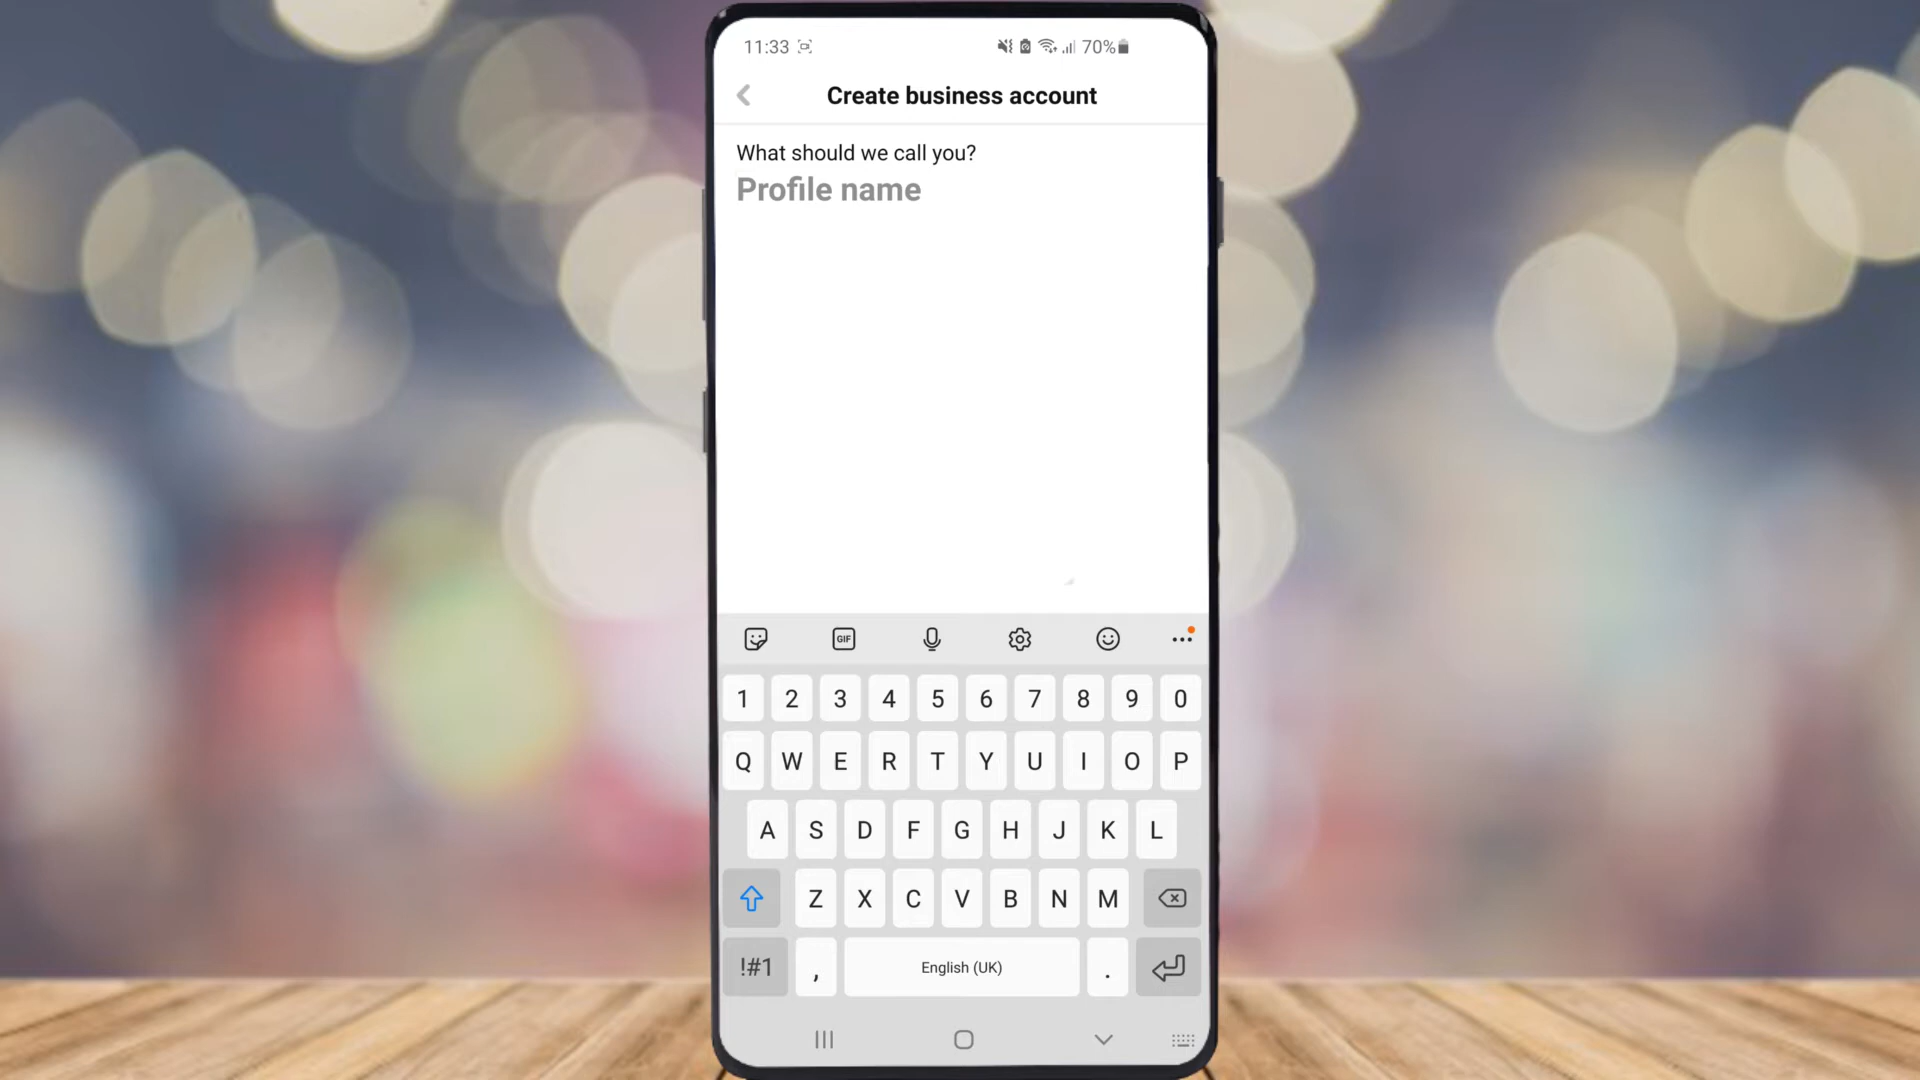 11:33 70%
Create business account
What should we call you?
Profile name
GIF
1 2 3 4 5 6 7 8 9 0
Q W E R T Y U I O P
A S D F G H J K L
Z X C V B N M
!#1 , English (UK) .